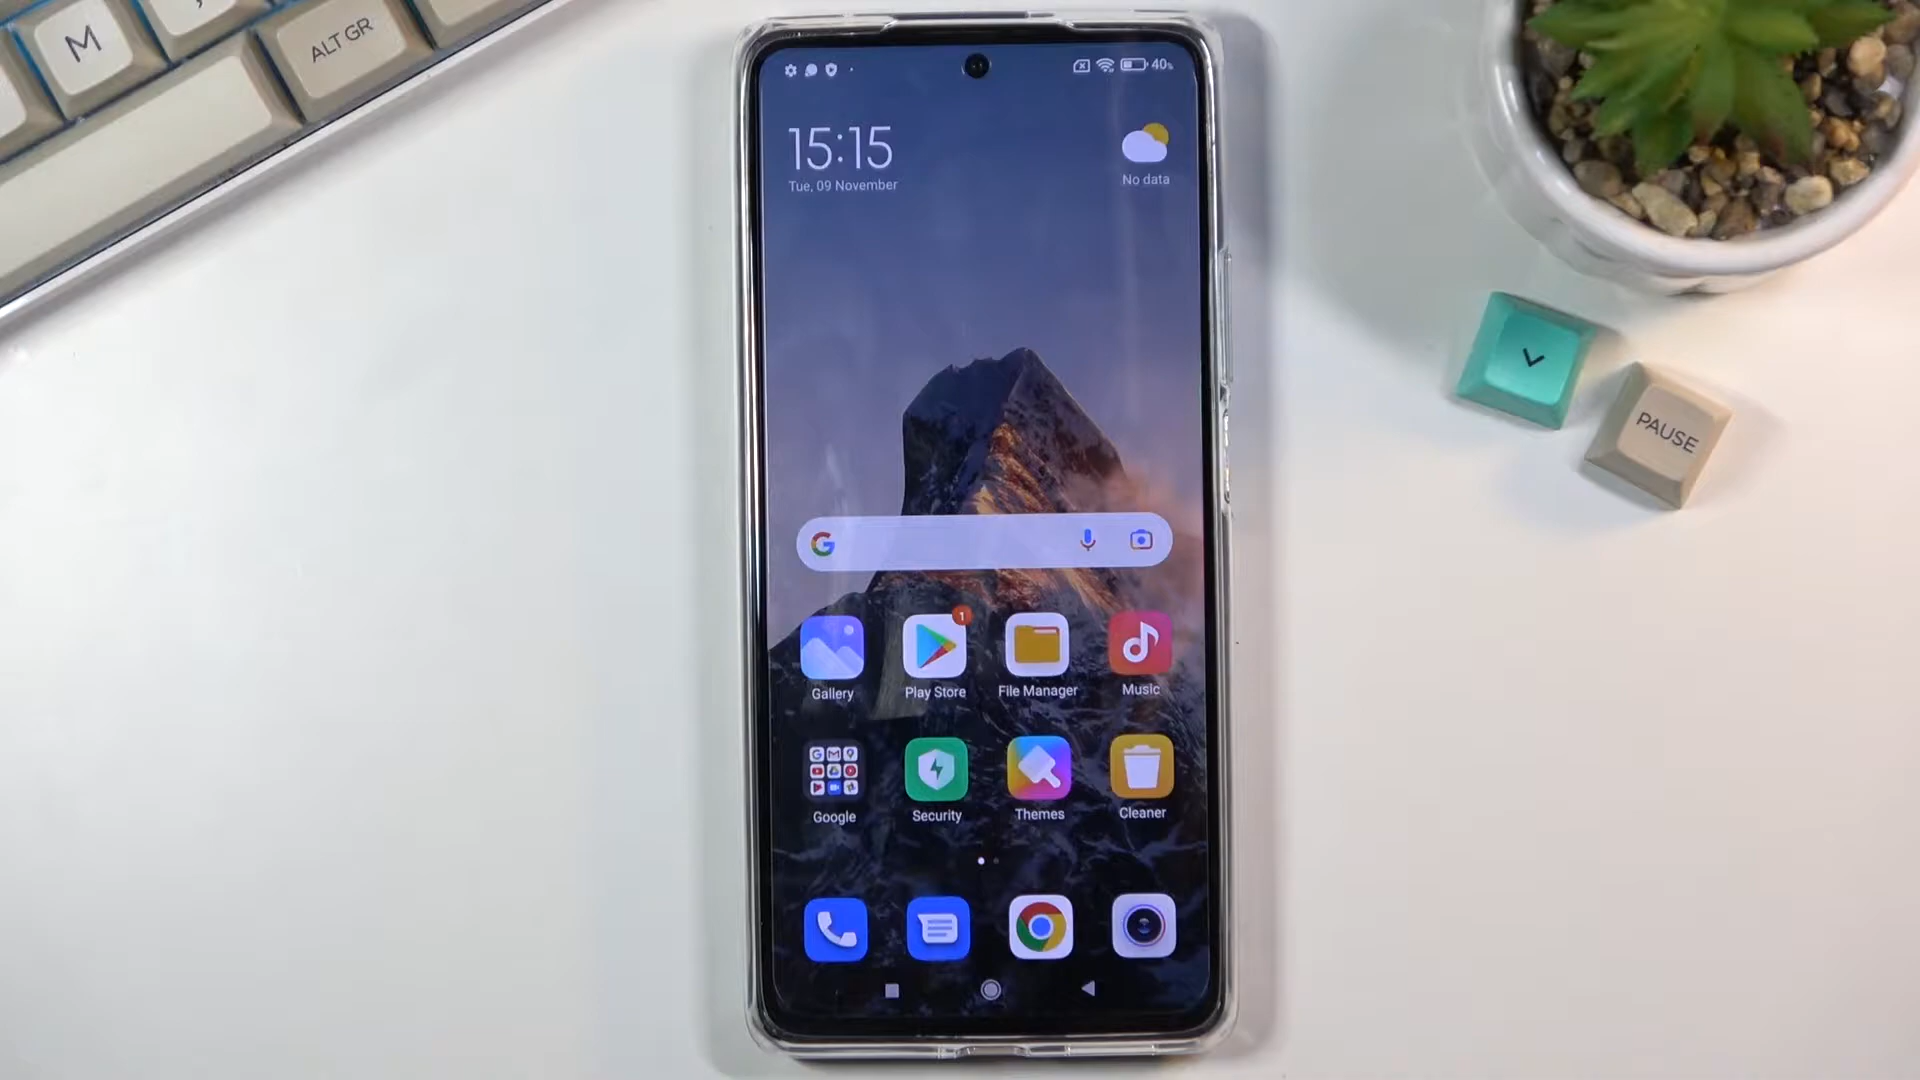 M
ALT GR
40%
15:15
Tue, 09 November
No data
PAUSE
G
Gallery
1
Play Store
File Manager
Music
Google
Security
Themes
Cleaner